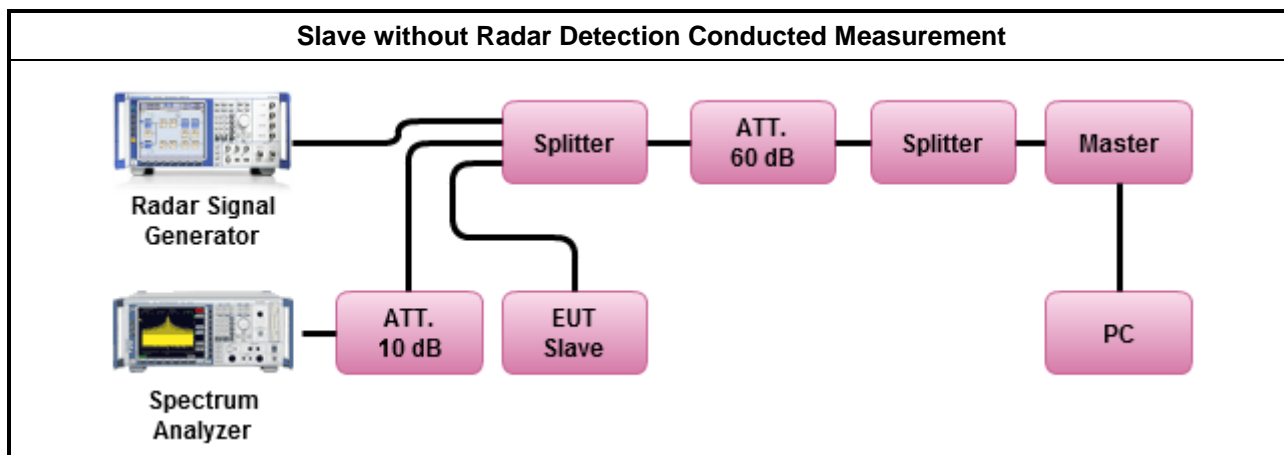 Slave without Radar Detection Conducted Measurement
Radar Signal
Generator
Splitter
ATT.
60 dB
Splitter
Master
Spectrum
Analyzer
ATT.
10 dB
EUT
Slave
PC